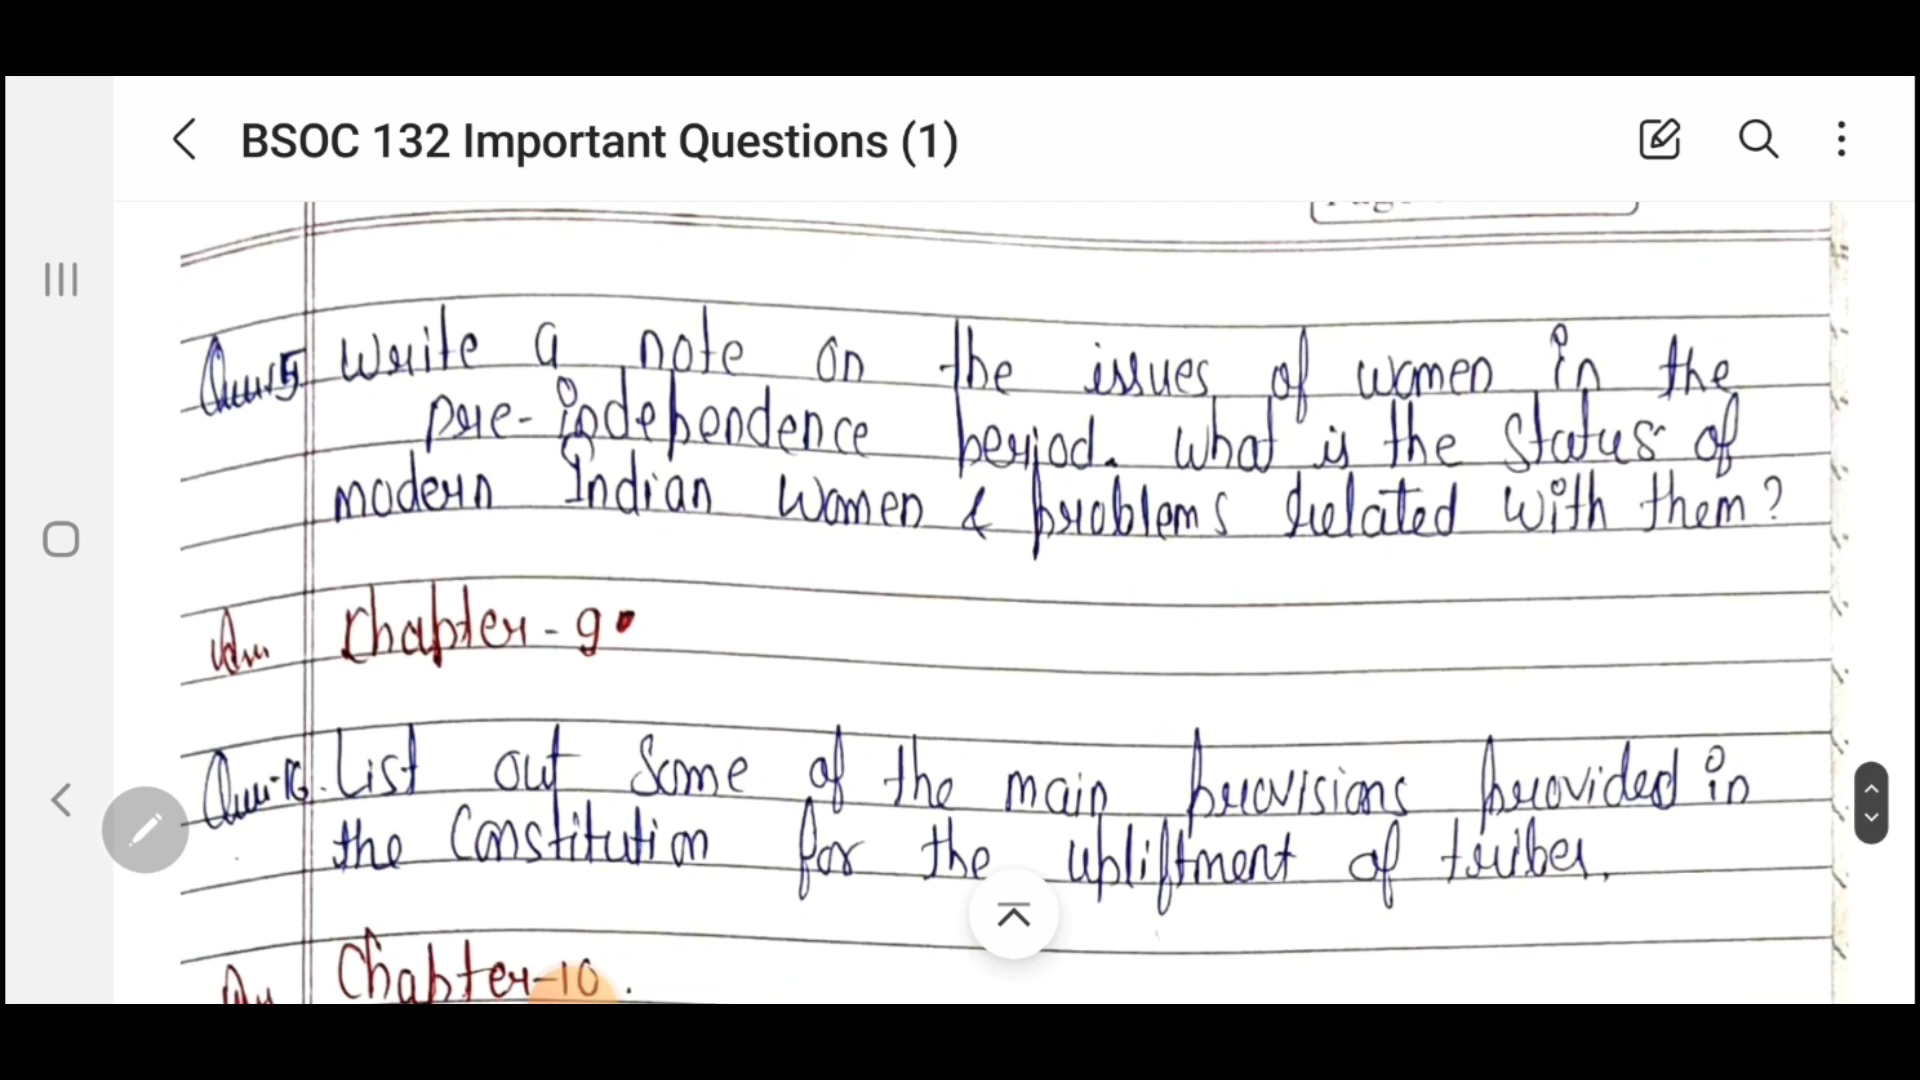 BSOC 132 Important Questions (1)
Ques 15 Write a note on the issues of women in the
pre-independence period. What is the status of
modern Indian women & problems related with them?
Ans Chapter - 9.
Ques-16. List out some of the main provisions provided in
the Constitution for the upliftment of tribes.
Ans Chapter-10.